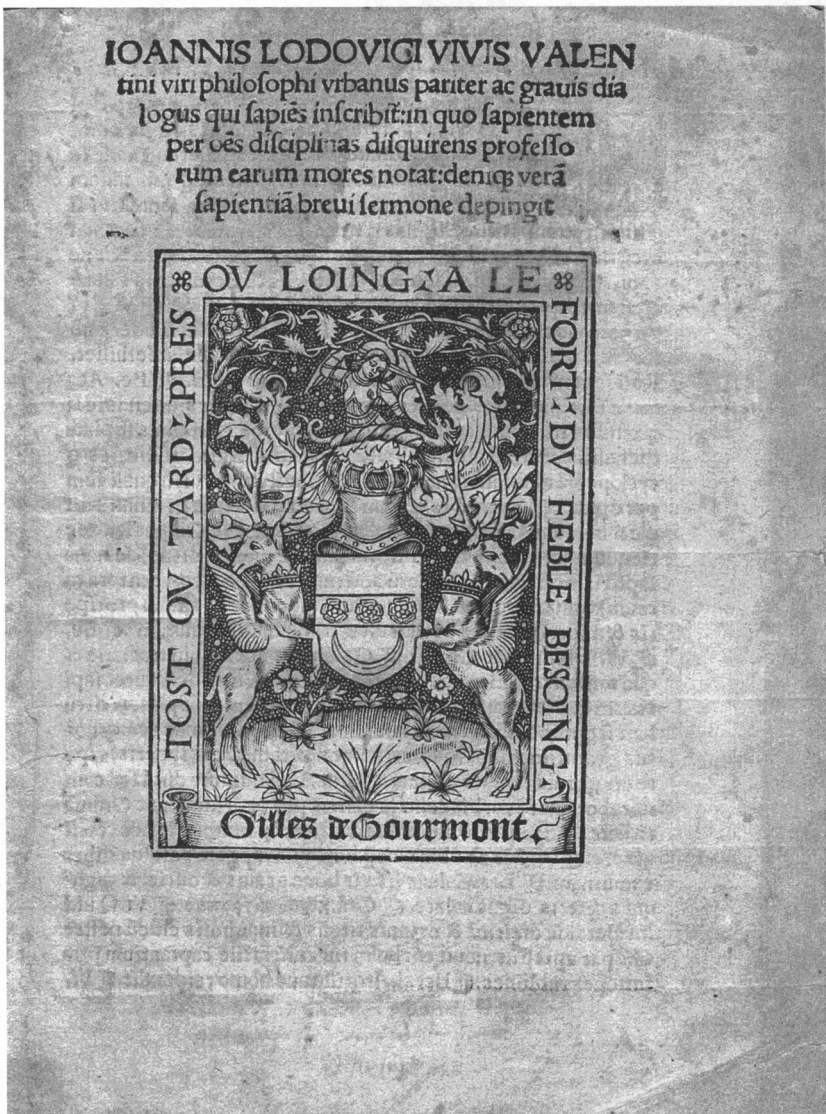 IOANNIS LODOVIGI VIVIS VALEN
tini viri philoſophi vrbanus pariter ac grauis dia
logus qui ſapiēs inſcribit̃:in quo ſapientem
per oēs diſciplinas diſquirens profeſſo
rum earum mores notat:deniqꝫ verā
ſapientiā breui ſermone depingit
TOST OV TARD PRES
OV LOING A LE
FORT DV FEBLE BESOING
Gilles de Gourmont.